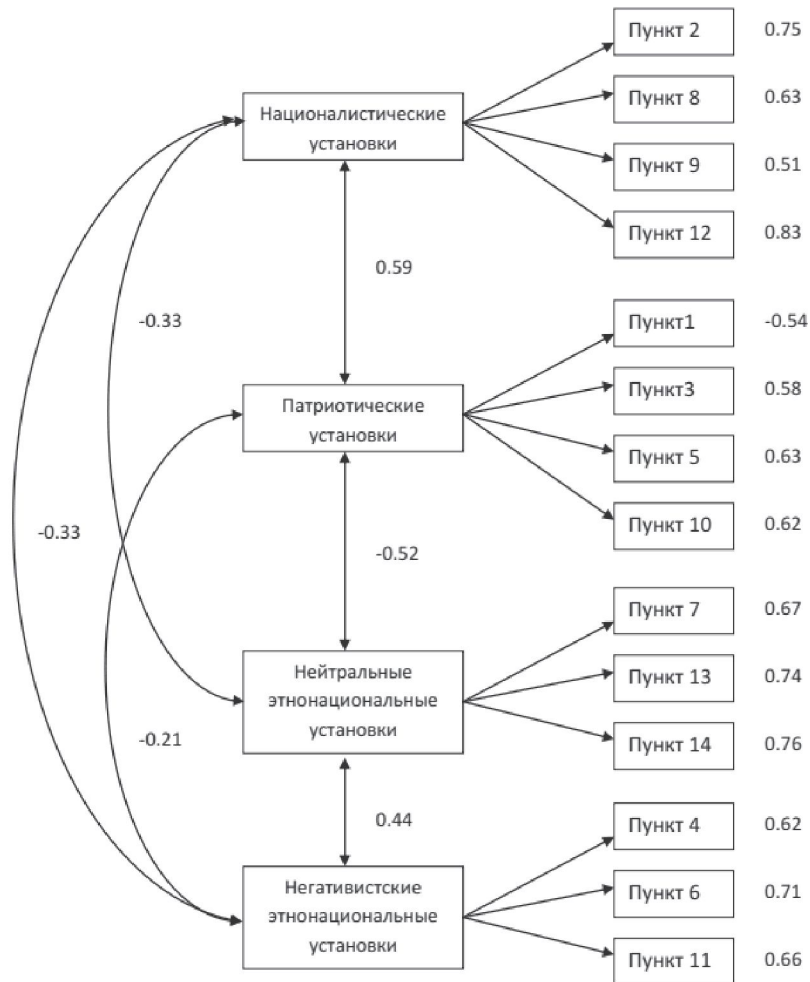 Пункт 2 0.75
Националистические
установки
Пункт 8 0.63
Пункт 9 0.51
Пункт 12 0.83
0.59
-0.33
Пункт1 -0.54
Патриотические
установки
Пункт3 0.58
Пункт 5 0.63
Пункт 10 0.62
-0.33
-0.52
Пункт 7 0.67
Нейтральные
этнонациональные
установки
Пункт 13 0.74
Пункт 14 0.76
-0.21
0.44
Пункт 4 0.62
Негативистские
этнонациональные
установки
Пункт 6 0.71
Пункт 11 0.66